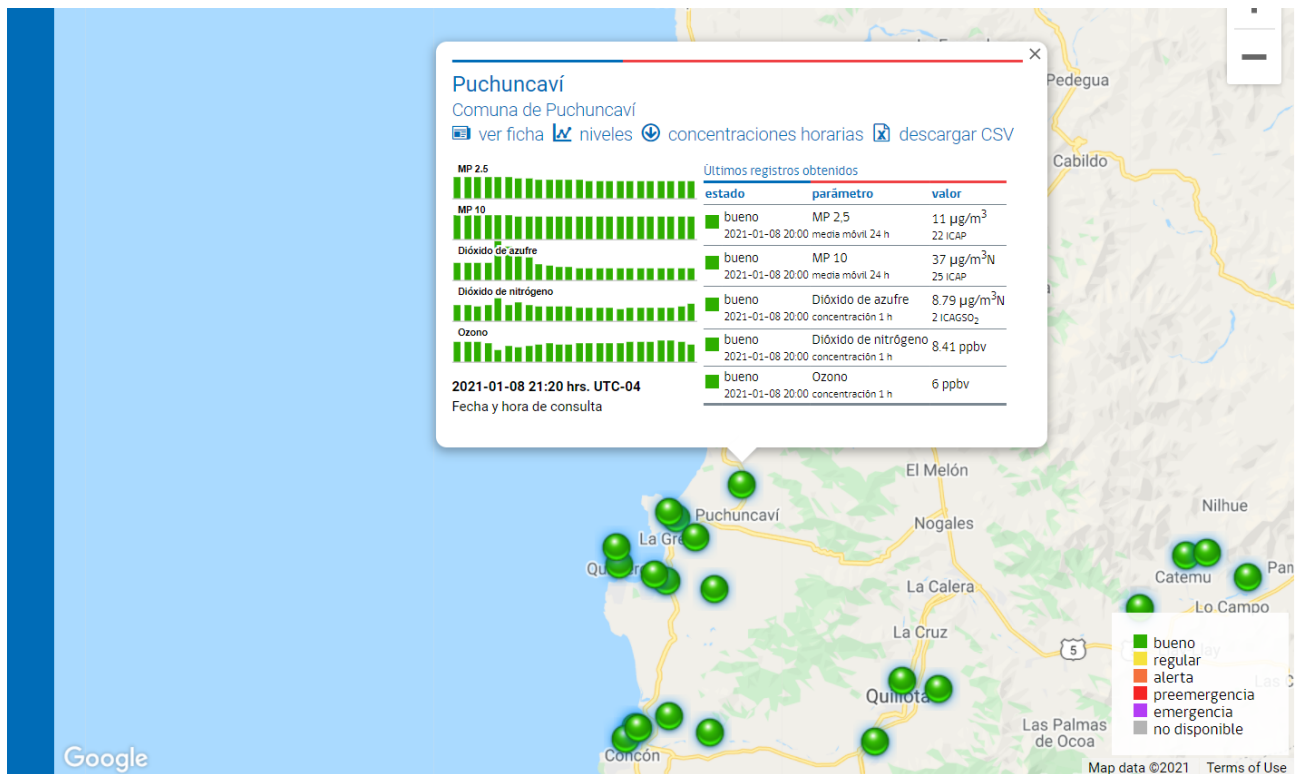 Pedegua
Puchuncaví
Comuna de Puchuncaví
ver ficha niveles concentraciones horarias descargar CSV
Cabildo
MP 2.5
MP 10
Dióxido de azufre
Dióxido de nitrógeno
Ozono
2021-01-08 21:20 hrs. UTC-04
Fecha y hora de consulta
Últimos registros obtenidos
estado parámetro valor
bueno MP 2,5 11 µg/m³
2021-01-08 20:00 media móvil 24 h 22 ICAP
bueno MP 10 37 µg/m³N
2021-01-08 20:00 media móvil 24 h 25 ICAP
bueno Dióxido de azufre 8.79 µg/m³N
2021-01-08 20:00 concentración 1 h 2 ICAGSO₂
bueno Dióxido de nitrógeno 8.41 ppbv
2021-01-08 20:00 concentración 1 h
bueno Ozono 6 ppbv
2021-01-08 20:00 concentración 1 h
El Melón
Nilhue
Puchuncaví
Nogales
La Gre
Catemu
La Calera
Lo Campo
La Cruz
5
Quillota
Las Palmas
de Ocoa
Concón
bueno
regular
alerta
preemergencia
emergencia
no disponible
Google
Map data ©2021 Terms of Use